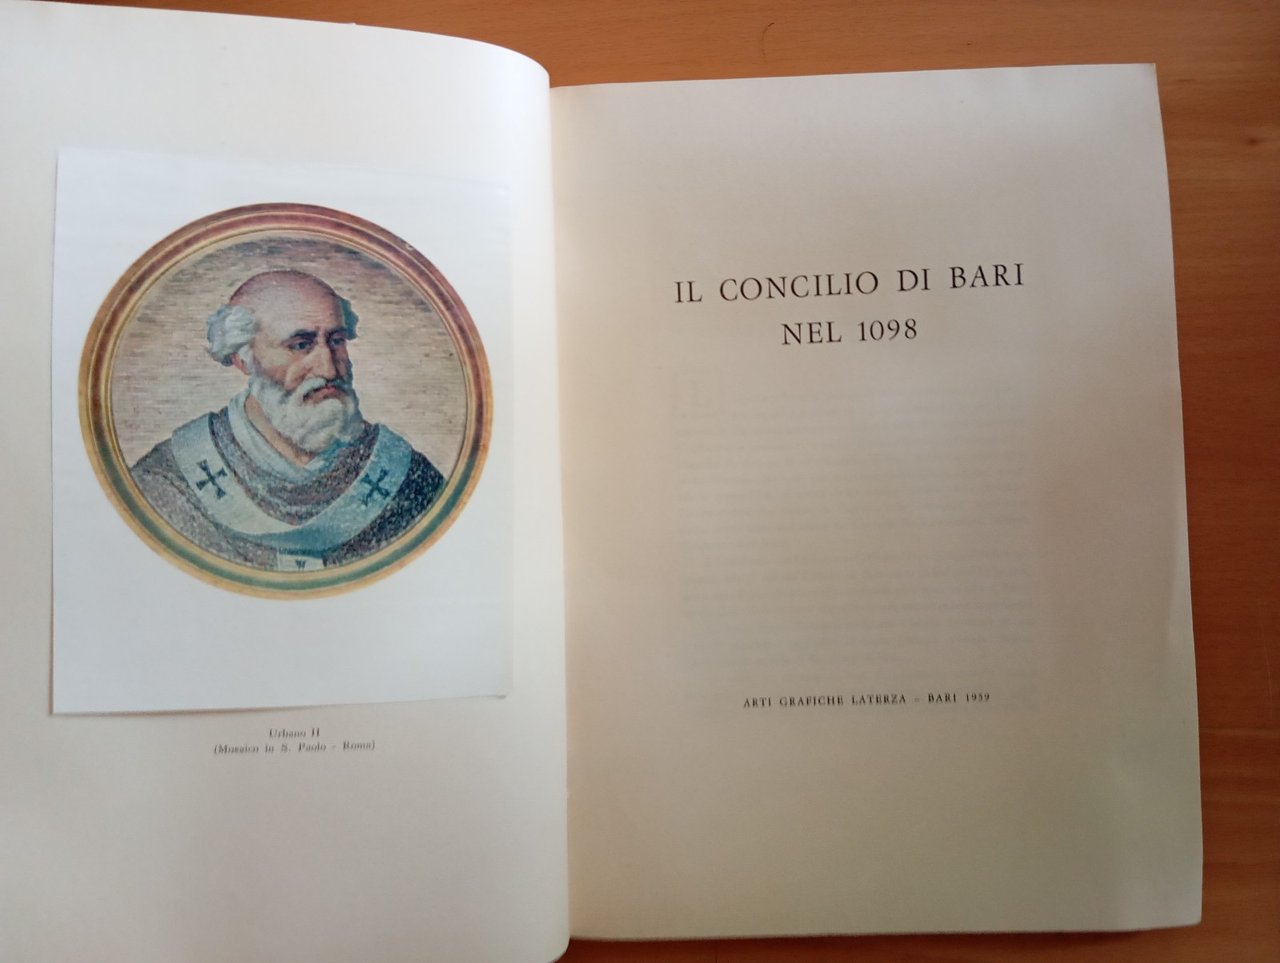 Urbano II
(Mosaico in S. Paolo - Roma)
IL CONCILIO DI BARI
NEL 1098
ARTI GRAFICHE LATERZA - BARI 1959